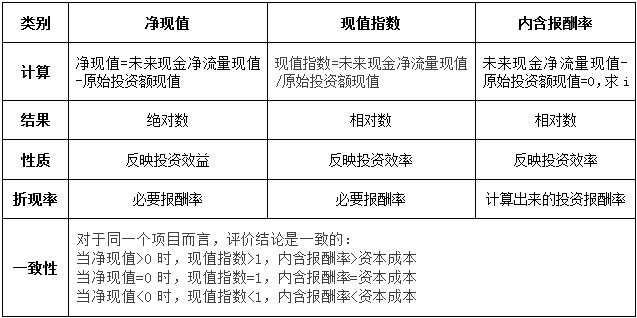 类别 净现值 现值指数 内含报酬率
计算
净现值=未来现金净流量现值
-原始投资额现值
现值指数=未来现金净流量现值
/原始投资额现值
未来现金净流量现值-
原始投资额现值=0,求i
结果 绝对数 相对数 相对数
性质 反映投资效益 反映投资效率 反映投资效率
折现率 必要报酬率 必要报酬率 计算出来的投资报酬率
一致性
对于同一个项目而言，评价结论是一致的：
当净现值>0时，现值指数>1，内含报酬率>资本成本
当净现值=0时，现值指数=1，内含报酬率=资本成本
当净现值<0时，现值指数<1，内含报酬率<资本成本